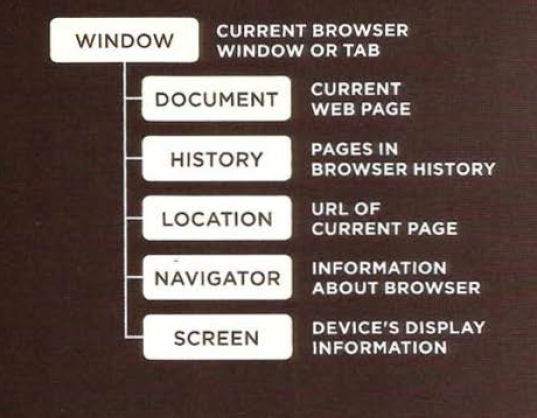 WINDOW
CURRENT BROWSER
WINDOW OR TAB
DOCUMENT
CURRENT
WEB PAGE
HISTORY
PAGES IN
BROWSER HISTORY
LOCATION
URL OF
CURRENT PAGE
NAVIGATOR
INFORMATION
ABOUT BROWSER
SCREEN
DEVICE'S DISPLAY
INFORMATION